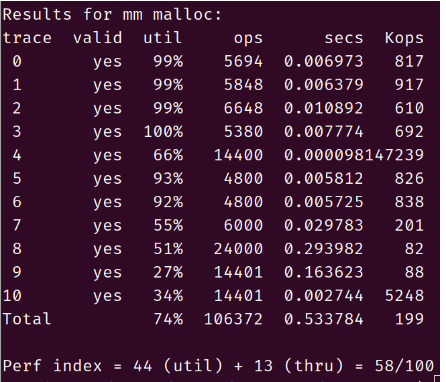 Results for mm malloc:
trace  valid  util     ops      secs  Kops
 0       yes   99%    5694  0.006973   817
 1       yes   99%    5848  0.006379   917
 2       yes   99%    6648  0.010892   610
 3       yes  100%    5380  0.007774   692
 4       yes   66%   14400  0.000098147239
 5       yes   93%    4800  0.005812   826
 6       yes   92%    4800  0.005725   838
 7       yes   55%    6000  0.029783   201
 8       yes   51%   24000  0.293982    82
 9       yes   27%   14401  0.163623    88
10       yes   34%   14401  0.002744  5248
Total          74%  106372  0.533784   199
Perf index = 44 (util) + 13 (thru) = 58/100